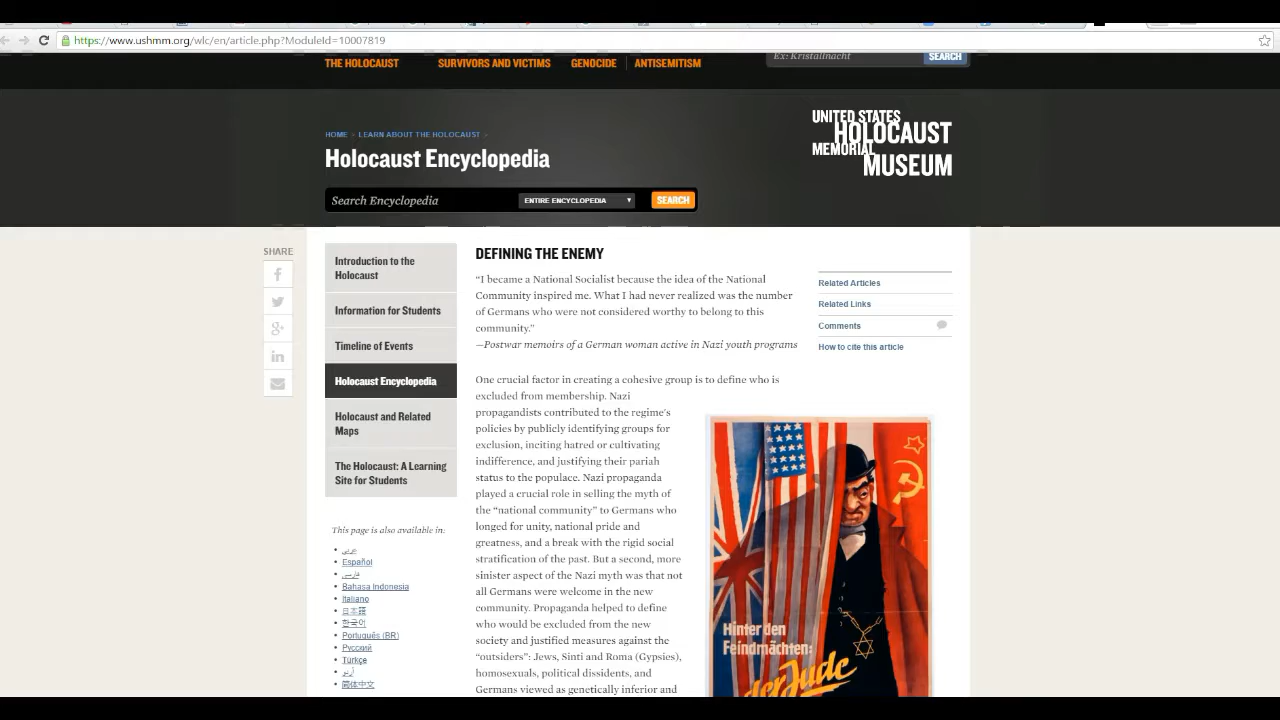 https://www.ushmm.org/wlc/en/article.php?ModuleId=10007819
THE HOLOCAUST
SURVIVORS AND VICTIMS
GENOCIDE
ANTISEMITISM
Ex: Kristallnacht
SEARCH
HOME > LEARN ABOUT THE HOLOCAUST >
Holocaust Encyclopedia
UNITED STATES
HOLOCAUST
MEMORIAL
MUSEUM
Search Encyclopedia
ENTIRE ENCYCLOPEDIA
SEARCH
SHARE
Introduction to the
Holocaust
Information for Students
Timeline of Events
Holocaust Encyclopedia
Holocaust and Related
Maps
The Holocaust: A Learning
Site for Students
This page is also available in:
عربي
Español
فارسی
Bahasa Indonesia
Italiano
日本語
한국어
Português (BR)
Русский
Türkçe
اُردو
简体中文
DEFINING THE ENEMY
“I became a National Socialist because the idea of the National
Community inspired me. What I had never realized was the number
of Germans who were not considered worthy to belong to this
community.”
—Postwar memoirs of a German woman active in Nazi youth programs
One crucial factor in creating a cohesive group is to define who is
excluded from membership. Nazi
propagandists contributed to the regime's
policies by publicly identifying groups for
exclusion, inciting hatred or cultivating
indifference, and justifying their pariah
status to the populace. Nazi propaganda
played a crucial role in selling the myth of
the “national community” to Germans who
longed for unity, national pride and
greatness, and a break with the rigid social
stratification of the past. But a second, more
sinister aspect of the Nazi myth was that not
all Germans were welcome in the new
community. Propaganda helped to define
who would be excluded from the new
society and justified measures against the
“outsiders”: Jews, Sinti and Roma (Gypsies),
homosexuals, political dissidents, and
Germans viewed as genetically inferior and
Related Articles
Related Links
Comments
How to cite this article
Hinter den
Feindmächten:
der Jude